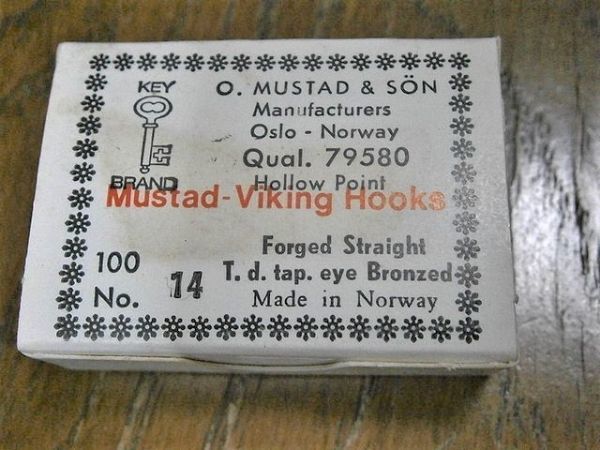 KEY
BRAND
O. MUSTAD & SÖN
Manufacturers
Oslo - Norway
Qual. 79580
Hollow Point
Mustad-Viking Hooks
100
No. 14
Forged Straight
T. d. tap. eye Bronzed
Made in Norway